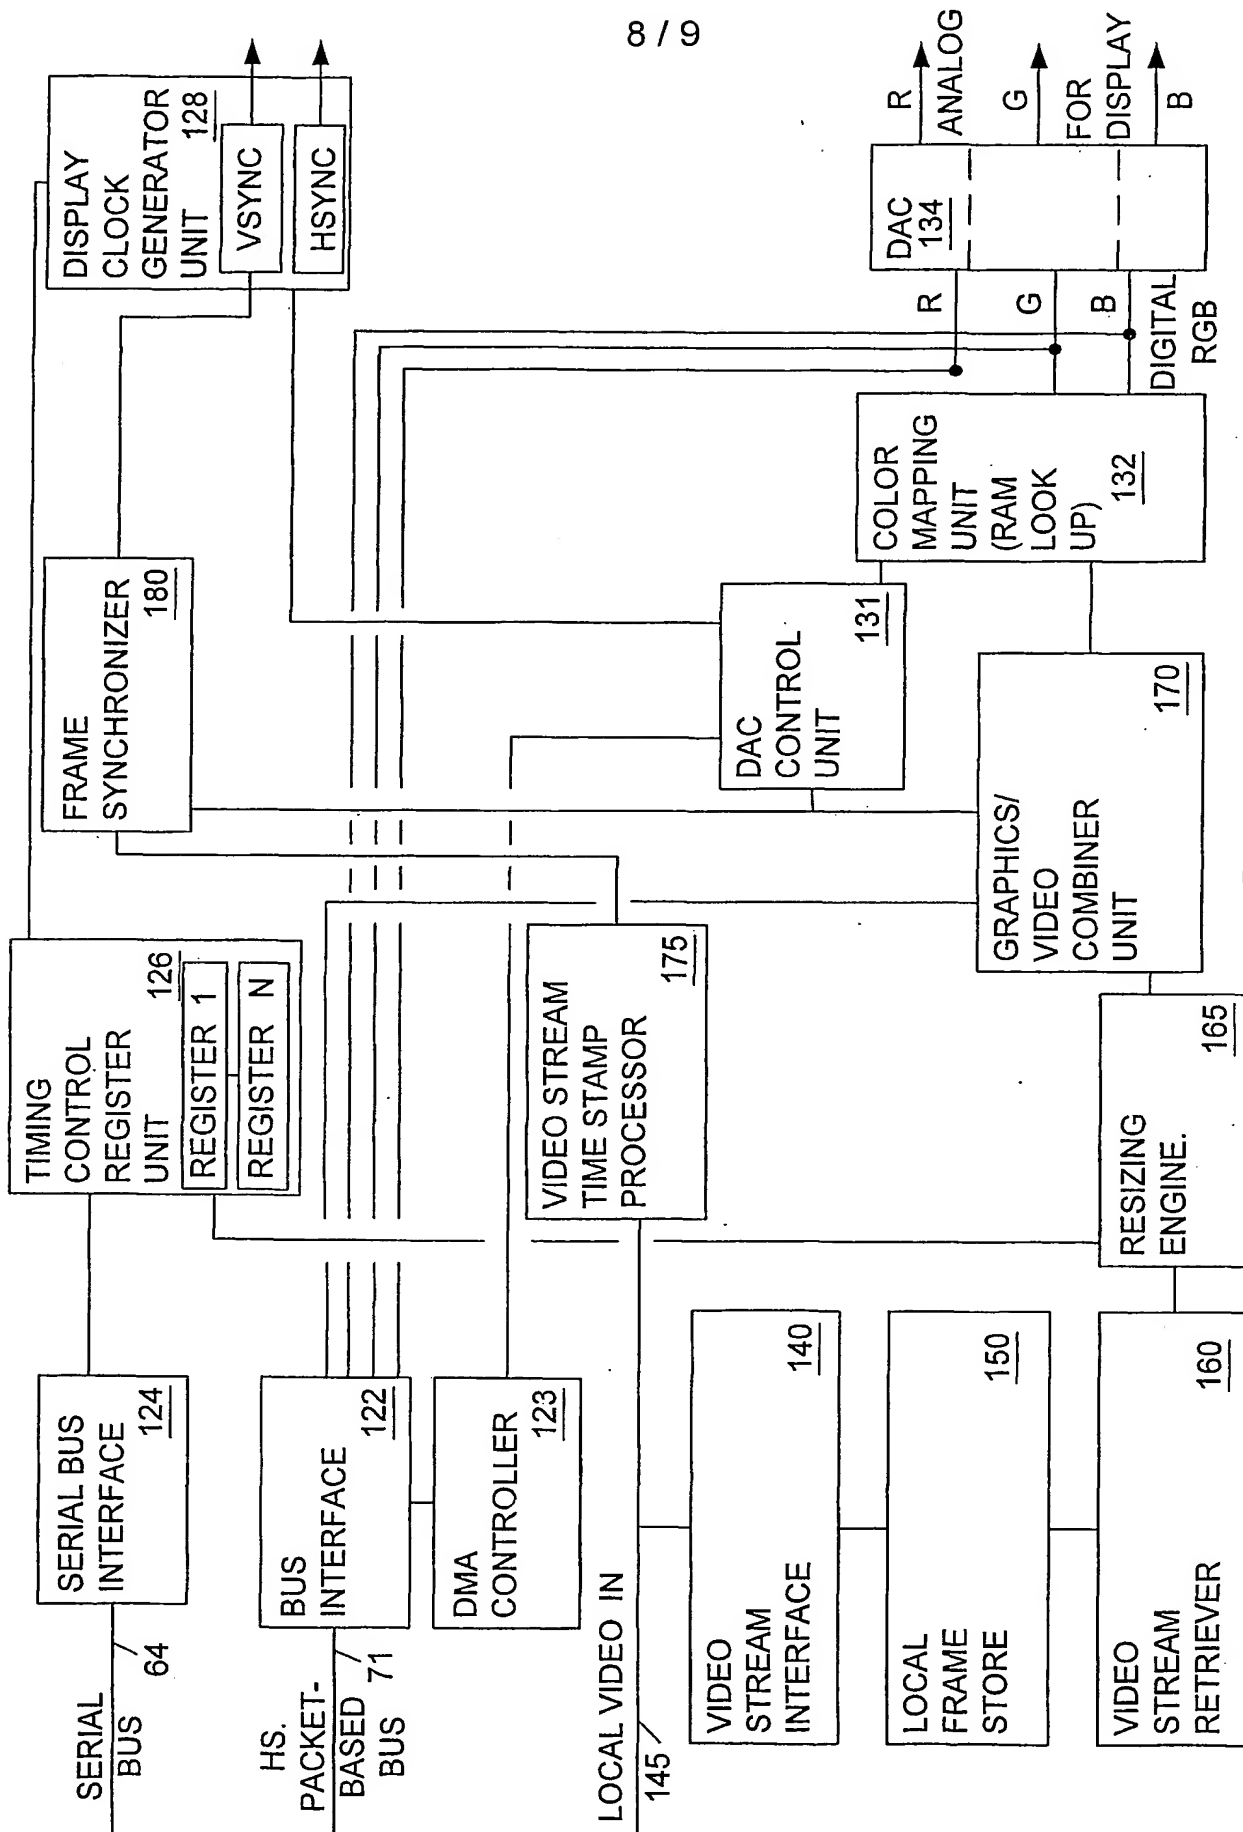 8 / 9
SERIAL
BUS
64
SERIAL BUS
INTERFACE
124
TIMING
CONTROL
REGISTER
UNIT
126
REGISTER 1
REGISTER N
FRAME
SYNCHRONIZER
180
DISPLAY
CLOCK
GENERATOR
UNIT
128
VSYNC
HSYNC
HS.
PACKET-
BASED
BUS
71
BUS
INTERFACE
122
DMA
CONTROLLER
123
LOCAL VIDEO IN
145
VIDEO STREAM
TIME STAMP
PROCESSOR
175
VIDEO
STREAM
INTERFACE
140
LOCAL
FRAME
STORE
150
VIDEO
STREAM
RETRIEVER
160
RESIZING
ENGINE.
165
GRAPHICS/
VIDEO
COMBINER
UNIT
170
DAC
CONTROL
UNIT
131
COLOR
MAPPING
UNIT
(RAM
LOOK
UP)
132
R
G
B
DIGITAL
RGB
DAC
134
R
ANALOG
G
FOR
DISPLAY
B